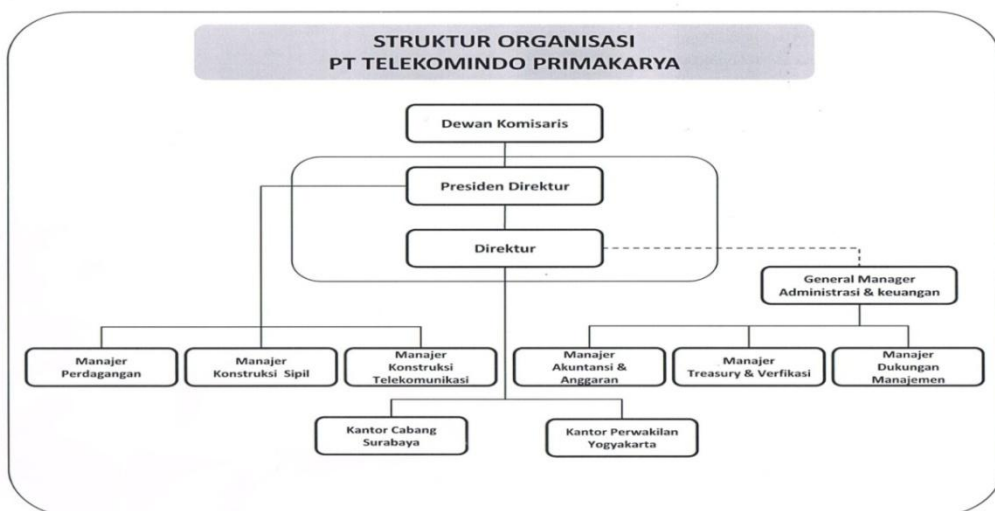 STRUKTUR ORGANISASI
PT TELEKOMINDO PRIMAKARYA
Dewan Komisaris
Presiden Direktur
Direktur
General Manager
Administrasi & keuangan
Manajer
Perdagangan
Manajer
Konstruksi Sipil
Manajer
Konstruksi
Telekomunikasi
Manajer
Akuntansi &
Anggaran
Manajer
Treasury & Verfikasi
Manajer
Dukungan
Manajemen
Kantor Cabang
Surabaya
Kantor Perwakilan
Yogyakarta